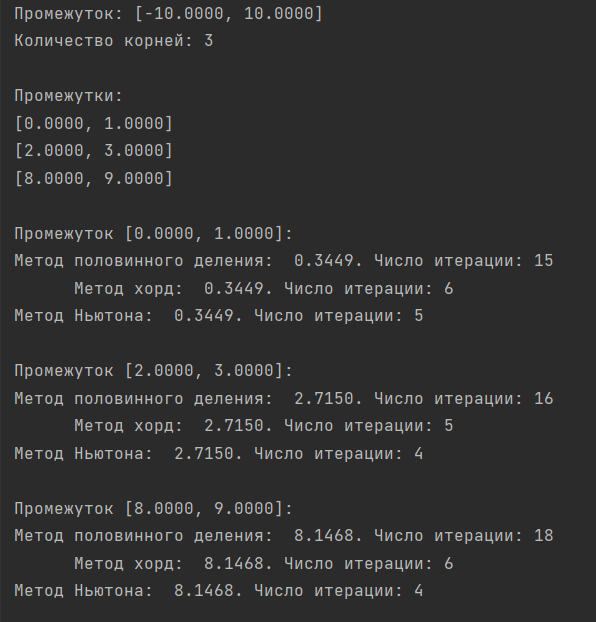 Промежуток: [-10.0000, 10.0000]
Количество корней: 3
Промежутки:
[0.0000, 1.0000]
[2.0000, 3.0000]
[8.0000, 9.0000]
Промежуток [0.0000, 1.0000]:
Метод половинного деления:  0.3449. Число итерации: 15
Метод хорд:  0.3449. Число итерации: 6
Метод Ньютона:  0.3449. Число итерации: 5
Промежуток [2.0000, 3.0000]:
Метод половинного деления:  2.7150. Число итерации: 16
Метод хорд:  2.7150. Число итерации: 5
Метод Ньютона:  2.7150. Число итерации: 4
Промежуток [8.0000, 9.0000]:
Метод половинного деления:  8.1468. Число итерации: 18
Метод хорд:  8.1468. Число итерации: 6
Метод Ньютона:  8.1468. Число итерации: 4